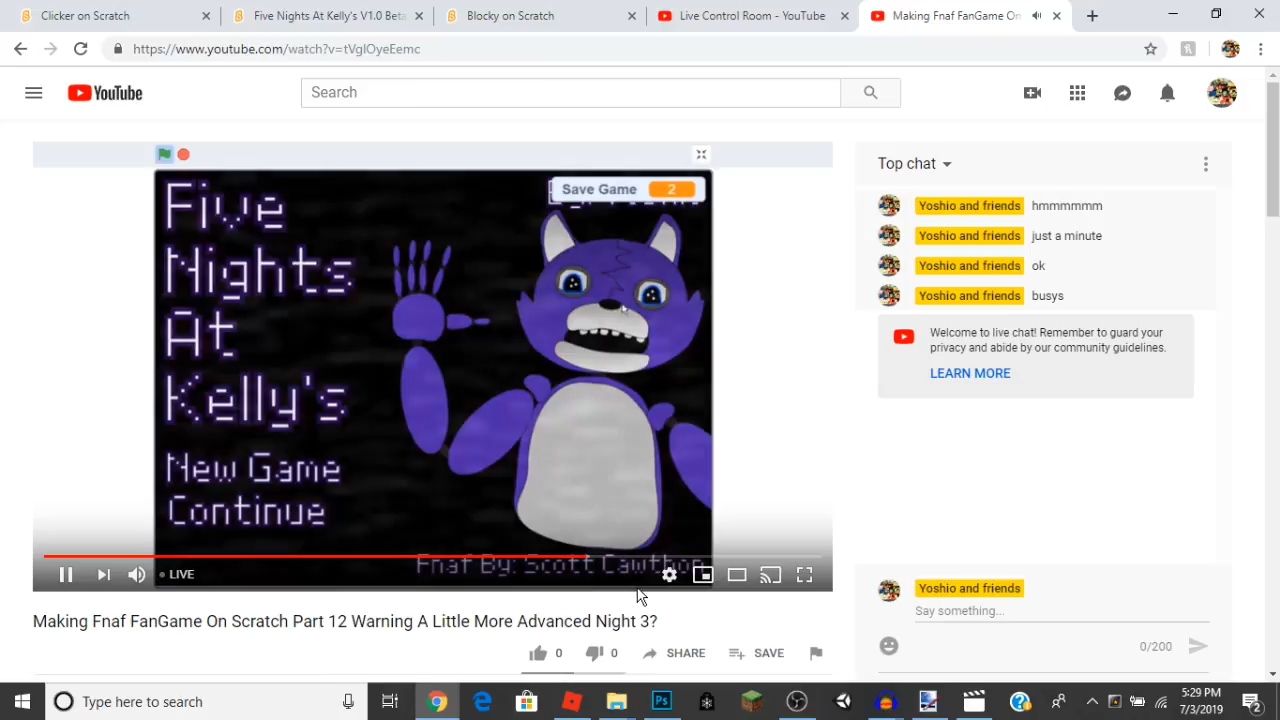 Clicker on Scratch
Five Nights At Kelly's V1.0 Beta
Blocky on Scratch
Live Control Room - YouTube
Making Fnaf FanGame On
https://www.youtube.com/watch?v=tVglOyeEemc
YouTube
Search
Top chat
Save Game 2
Five
Nights
At
Kelly's
New Game
Continue
Fnaf By: Scott Cawthon
Yoshio and friends hmmmmmm
Yoshio and friends just a minute
Yoshio and friends ok
Yoshio and friends busys
Welcome to live chat! Remember to guard your
privacy and abide by our community guidelines.
LEARN MORE
LIVE
Yoshio and friends
Say something...
0/200
Making Fnaf FanGame On Scratch Part 12 Warning A Little More Advanced Night 3?
0 0 SHARE SAVE
Type here to search
Ps
5:29 PM
7/3/2019
2